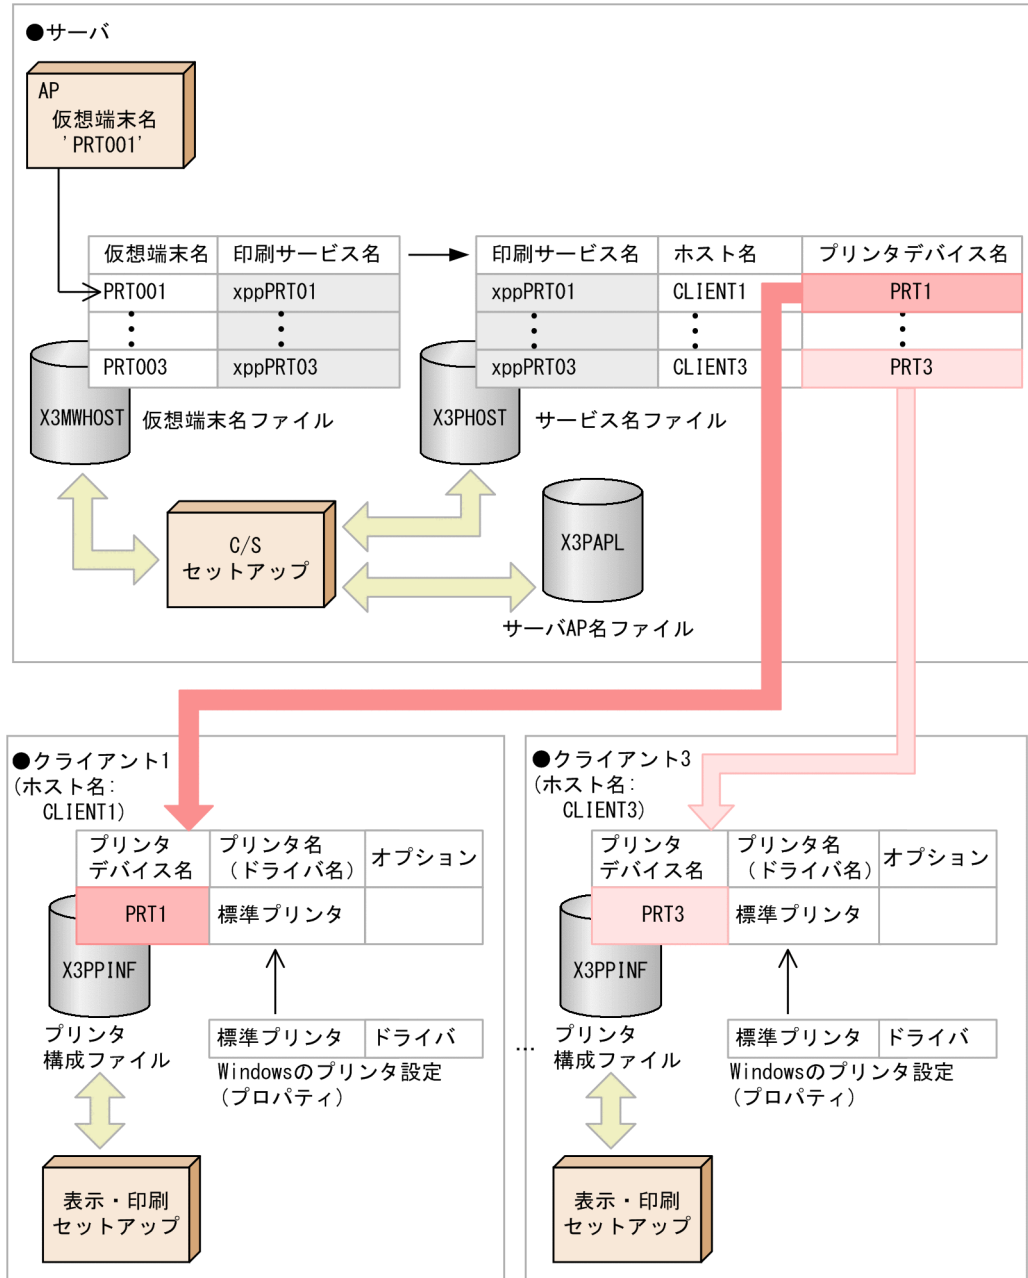 ●サーバ
AP
仮想端末名
'PRT001'
仮想端末名 印刷サービス名
PRT001 xppPRT01
︙ ︙
PRT003 xppPRT03
印刷サービス名 ホスト名 プリンタデバイス名
xppPRT01 CLIENT1 PRT1
︙ ︙ ︙
xppPRT03 CLIENT3 PRT3
X3MWHOST 仮想端末名ファイル
X3PHOST サービス名ファイル
C/S
セットアップ
X3PAPL
サーバAP名ファイル
●クライアント1
(ホスト名:
CLIENT1)
プリンタ
デバイス名
プリンタ名
(ドライバ名)
オプション
PRT1 標準プリンタ
X3PPINF
プリンタ
構成ファイル
標準プリンタ ドライバ
Windowsのプリンタ設定
(プロパティ)
表示・印刷
セットアップ
…
●クライアント3
(ホスト名:
CLIENT3)
プリンタ
デバイス名
プリンタ名
(ドライバ名)
オプション
PRT3 標準プリンタ
X3PPINF
プリンタ
構成ファイル
標準プリンタ ドライバ
Windowsのプリンタ設定
(プロパティ)
表示・印刷
セットアップ